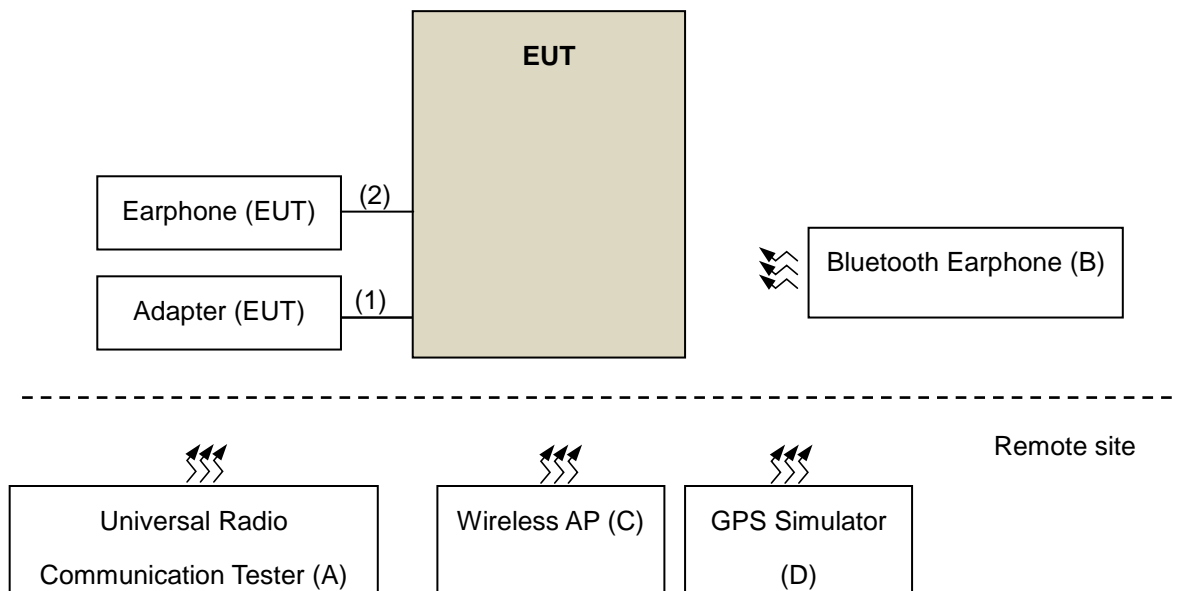 EUT
(2)
Earphone (EUT)
Bluetooth Earphone (B)
(1)
Adapter (EUT)
Remote site
Universal Radio
Communication Tester (A)
Wireless AP (C)
GPS Simulator
(D)